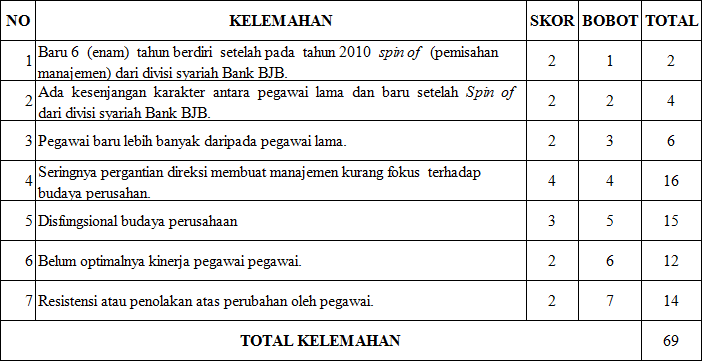 NO KELEMAHAN SKOR BOBOT TOTAL
1 Baru 6 (enam) tahun berdiri setelah pada tahun 2010 spin of (pemisahan
manajemen) dari divisi syariah Bank BJB. 2 1 2
2 Ada kesenjangan karakter antara pegawai lama dan baru setelah Spin of
dari divisi syariah Bank BJB. 2 2 4
3 Pegawai baru lebih banyak daripada pegawai lama. 2 3 6
4 Seringnya pergantian direksi membuat manajemen kurang fokus terhadap
budaya perusahan. 4 4 16
5 Disfungsional budaya perusahaan 3 5 15
6 Belum optimalnya kinerja pegawai pegawai. 2 6 12
7 Resistensi atau penolakan atas perubahan oleh pegawai. 2 7 14
TOTAL KELEMAHAN 69